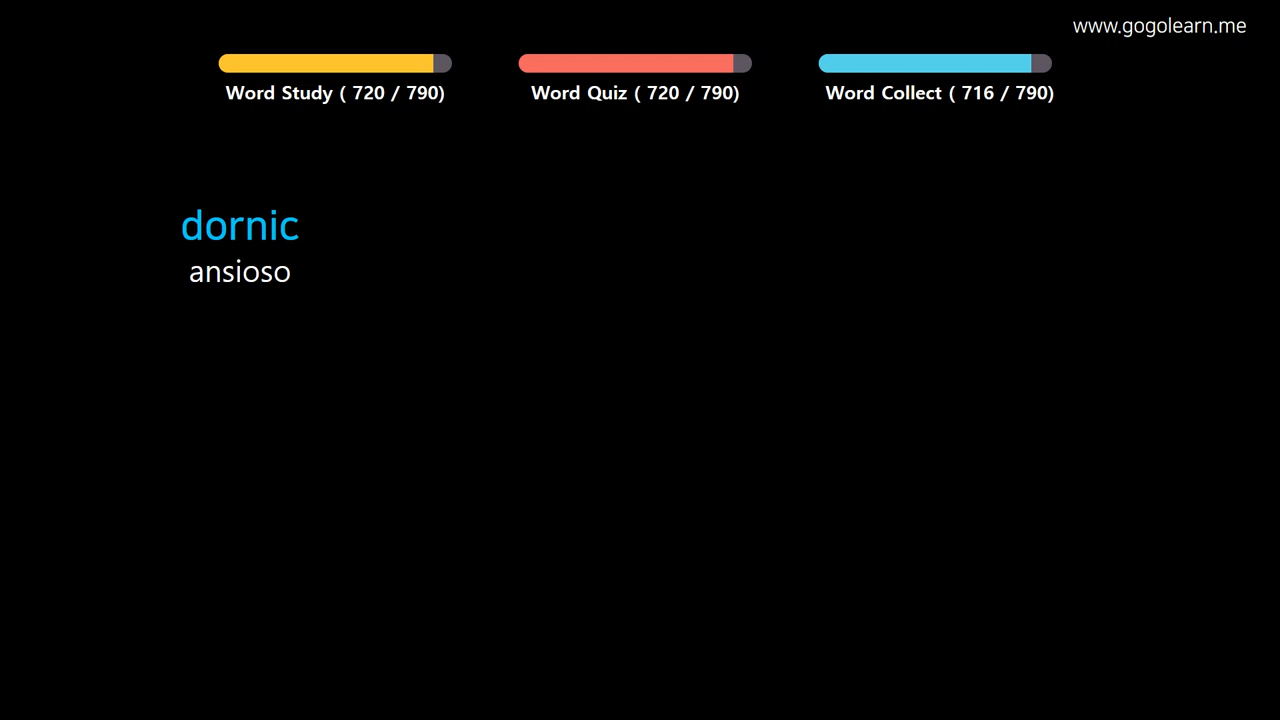 www.gogolearn.me
Word Study ( 720 / 790)
Word Quiz ( 720 / 790)
Word Collect ( 716 / 790)
dornic
ansioso